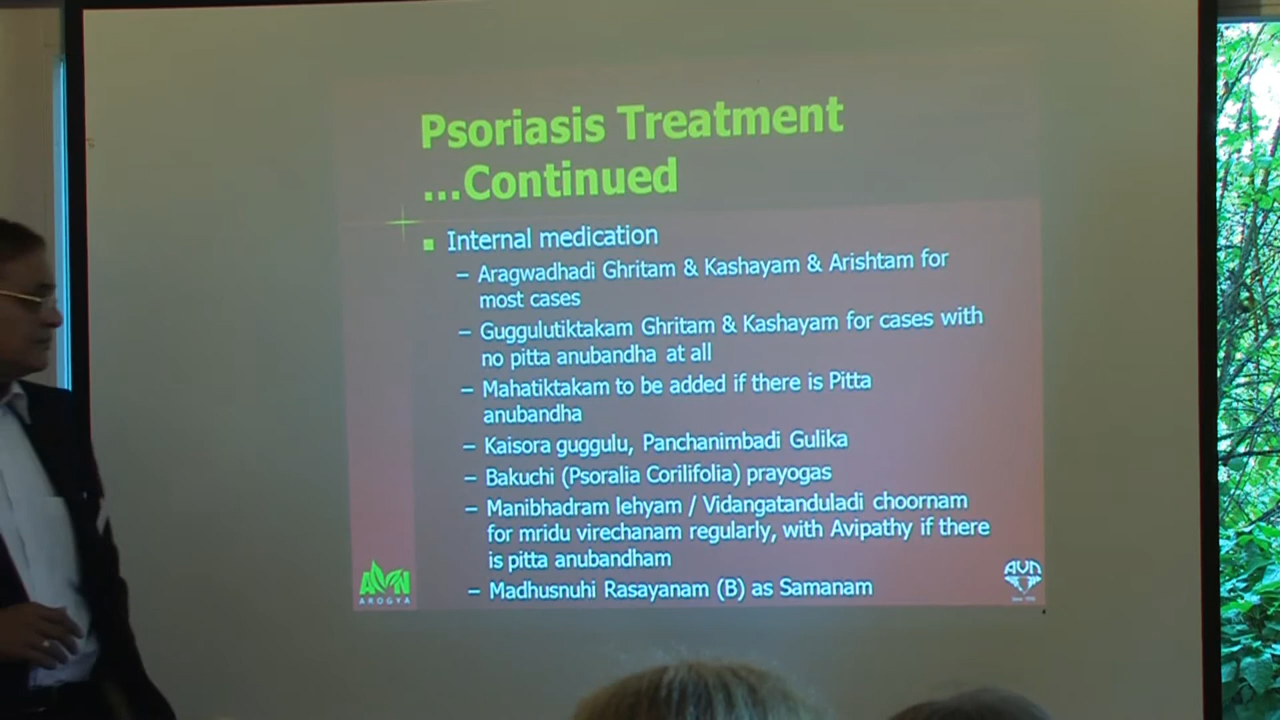 Psoriasis Treatment
...Continued
Internal medication
– Aragwadhadi Ghritam & Kashayam & Arishtam for
most cases
– Guggulutiktakam Ghritam & Kashayam for cases with
no pitta anubandha at all
– Mahatiktakam to be added if there is Pitta
anubandha
– Kaisora guggulu, Panchanimbadi Gulika
– Bakuchi (Psoralia Corilifolia) prayogas
– Manibhadram lehyam / Vidangatanduladi choornam
for mridu virechanam regularly, with Avipathy if there
is pitta anubandham
– Madhusnuhi Rasayanam (B) as Samanam
AVN
AROGYA
AVN